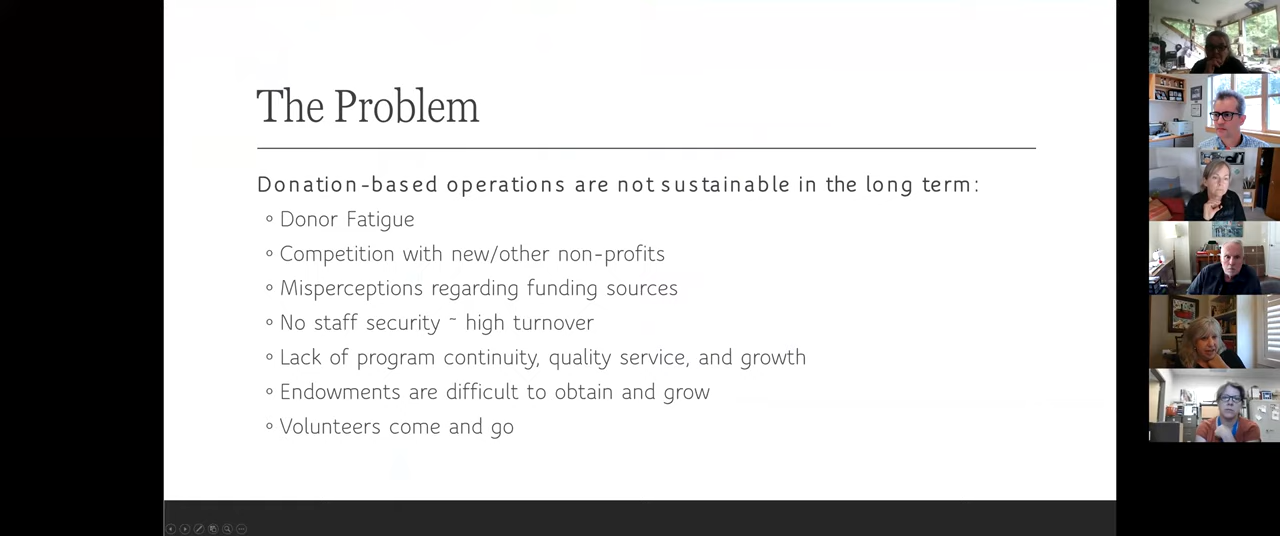 The Problem
Donation-based operations are not sustainable in the long term:
◦ Donor Fatigue
◦ Competition with new/other non-profits
◦ Misperceptions regarding funding sources
◦ No staff security ~ high turnover
◦ Lack of program continuity, quality service, and growth
◦ Endowments are difficult to obtain and grow
◦ Volunteers come and go